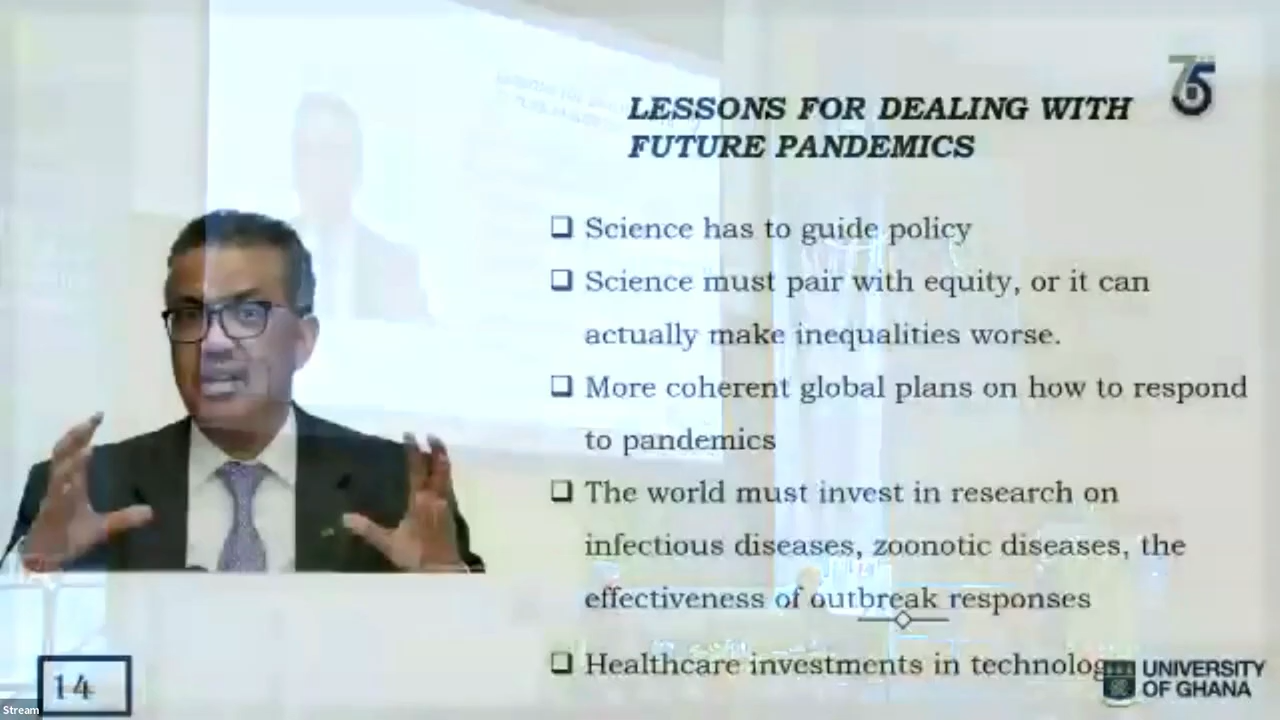 75
LESSONS FOR DEALING WITH
FUTURE PANDEMICS
❑ Science has to guide policy
❑ Science must pair with equity, or it can
actually make inequalities worse.
❑ More coherent global plans on how to respond
to pandemics
❑ The world must invest in research on
infectious diseases, zoonotic diseases, the
effectiveness of outbreak responses
❑ Healthcare investments in technolog
14
UNIVERSITY
OF GHANA
Stream